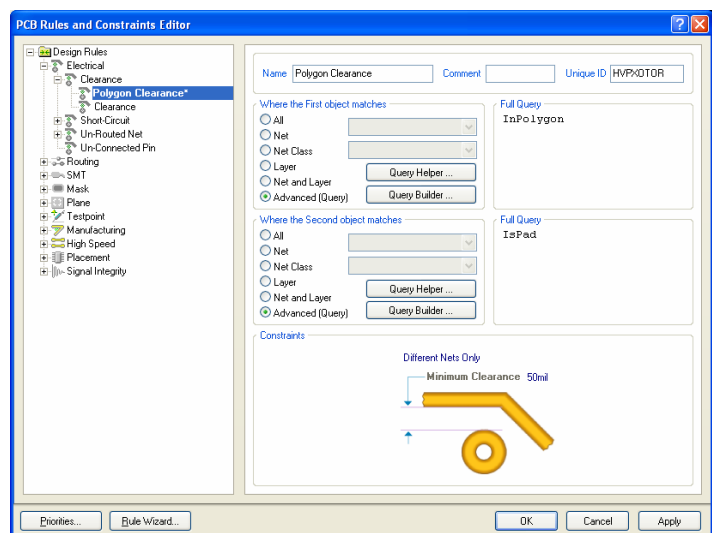 PCB Rules and Constraints Editor
Design Rules
Electrical
Clearance
Polygon Clearance*
Clearance
Short-Circuit
Un-Routed Net
Un-Connected Pin
Routing
SMT
Mask
Plane
Testpoint
Manufacturing
High Speed
Placement
Signal Integrity
Name Polygon Clearance Comment Unique ID HVPXOTOR
Where the First object matches
All
Net
Net Class
Layer
Net and Layer
Advanced (Query)
Query Helper ...
Query Builder ...
Full Query
InPolygon
Where the Second object matches
All
Net
Net Class
Layer
Net and Layer
Advanced (Query)
Query Helper ...
Query Builder ...
Full Query
IsPad
Constraints
Different Nets Only
Minimum Clearance 50mil
Priorities... Rule Wizard... OK Cancel Apply